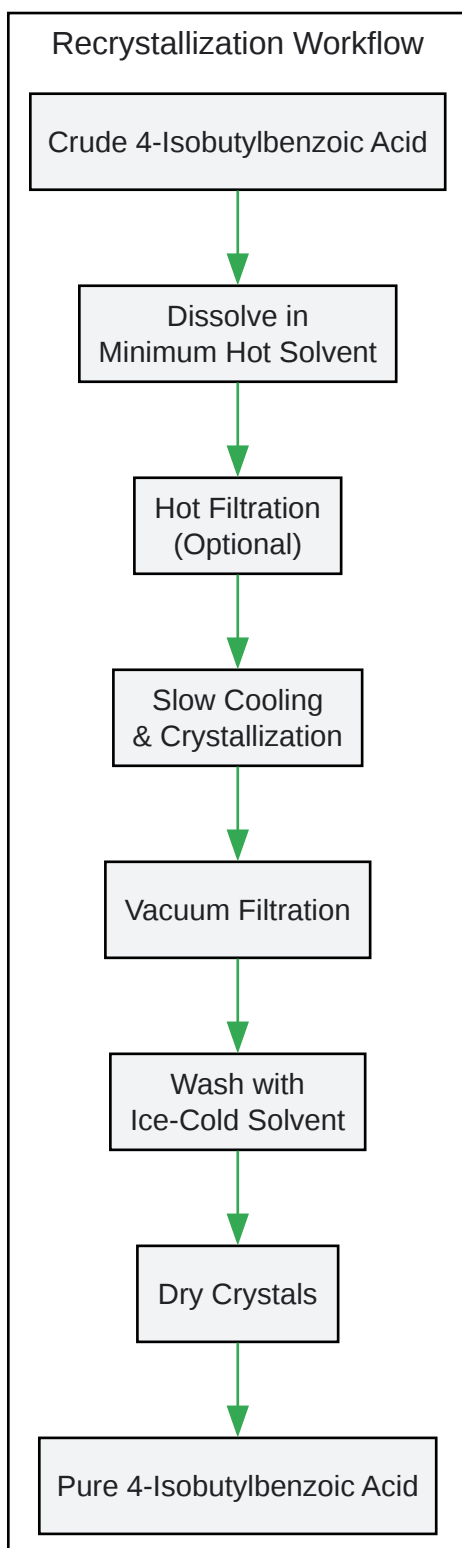 Recrystallization Workflow
Crude 4-Isobutylbenzoic Acid
Dissolve in
Minimum Hot Solvent
Hot Filtration
(Optional)
Slow Cooling
& Crystallization
Vacuum Filtration
Wash with
Ice-Cold Solvent
Dry Crystals
Pure 4-Isobutylbenzoic Acid